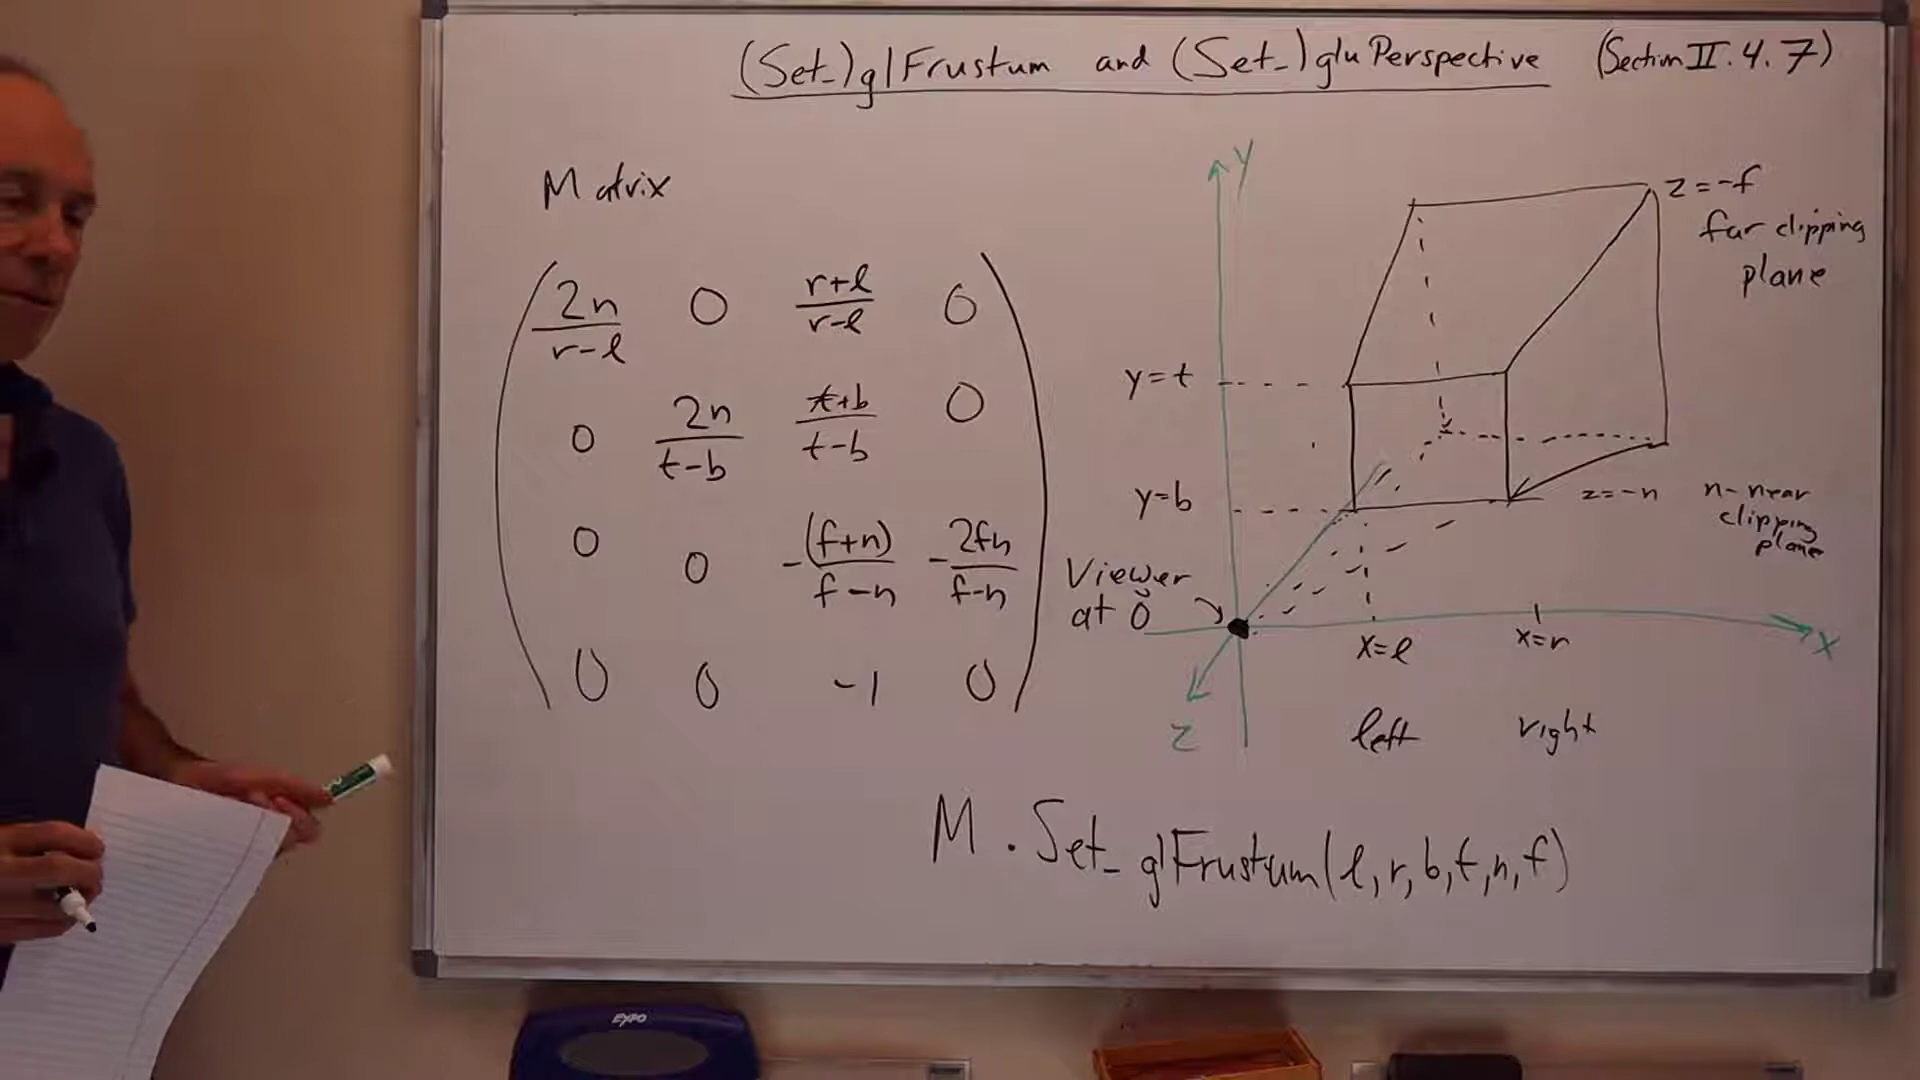 (Set_)glFrustum and (Set_)gluPerspective (Section II.4.7)
Matrix
2n/r-ℓ 0 r+ℓ/r-ℓ 0
0 2n/t-b t+b/t-b 0
0 0 -(f+n)/f-n -2fn/f-n
0 0 -1 0
y
z=-f
far clipping
plane
y=t
y=b
z=-n
n-near
clipping
plane
Viewer
at 0
x=ℓ
x=r
x
z
left
right
M.Set_glFrustum(ℓ,r,b,t,n,f)
EXPO